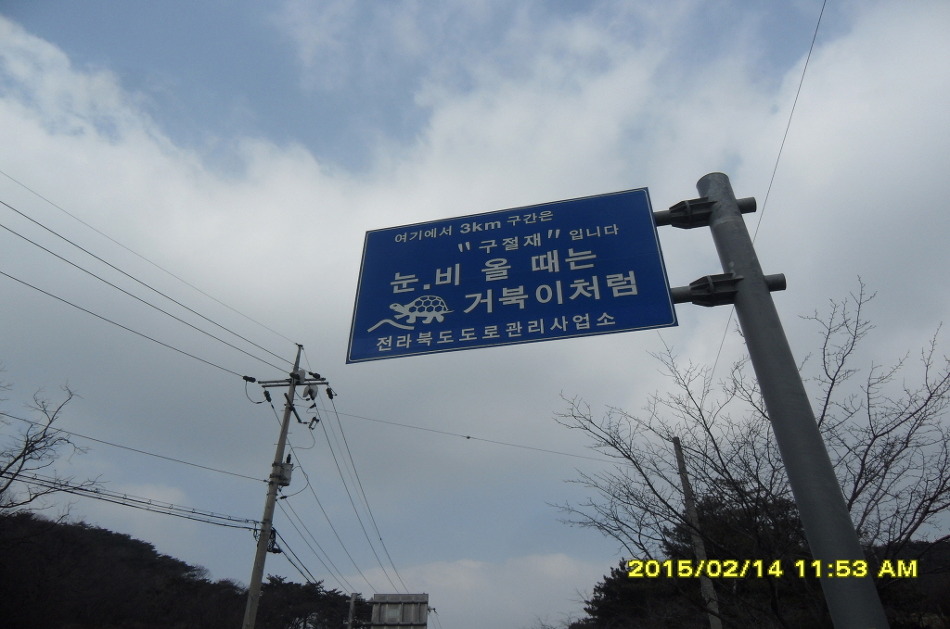 여기에서 3km 구간은
"구절재" 입니다
눈.비 올 때는
거북이처럼
전라북도도로관리사업소
2015/02/14 11:53 AM